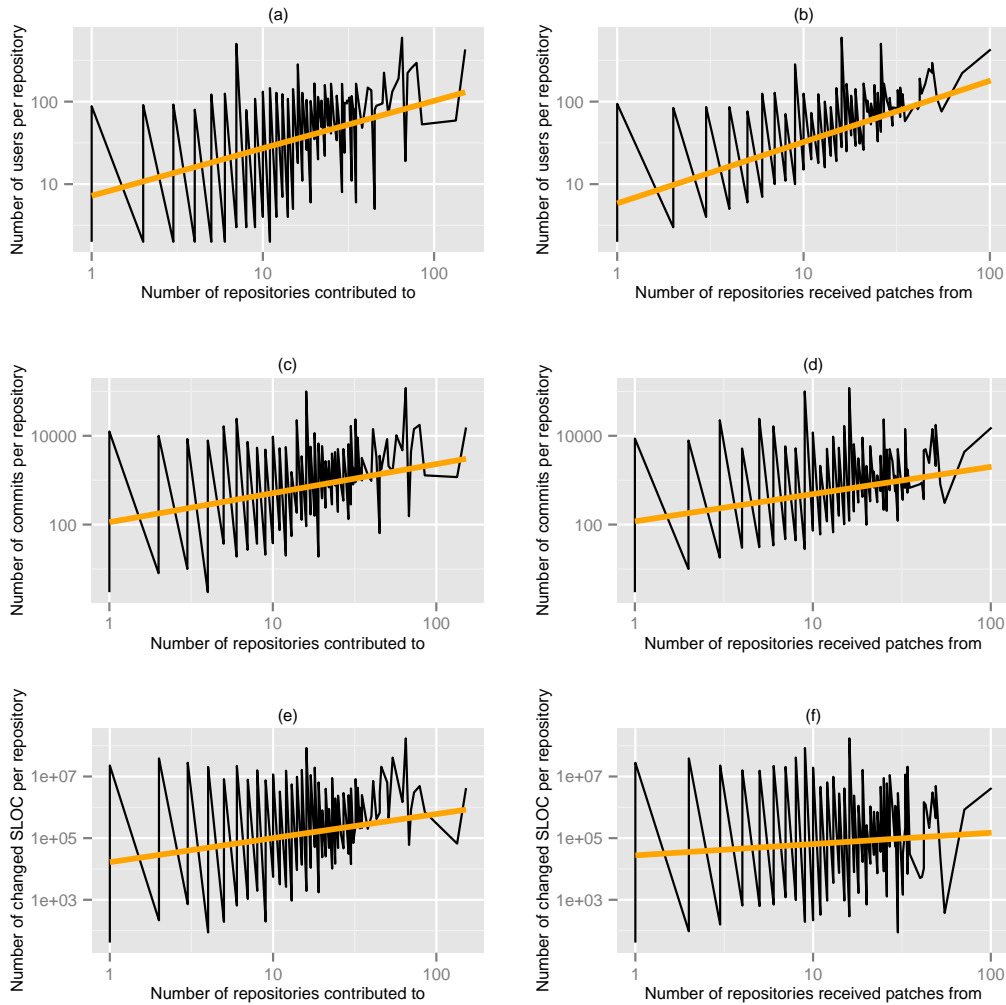 (a)
Number of users per repository
100
10
1
10
100
Number of repositories contributed to
(b)
Number of users per repository
100
10
1
10
100
Number of repositories received patches from
(c)
Number of commits per repository
10000
100
1
10
100
Number of repositories contributed to
(d)
Number of commits per repository
10000
100
1
10
100
Number of repositories received patches from
(e)
Number of changed SLOC per repository
1e+07
1e+05
1e+03
1
10
100
Number of repositories contributed to
(f)
Number of changed SLOC per repository
1e+07
1e+05
1e+03
1
10
100
Number of repositories received patches from